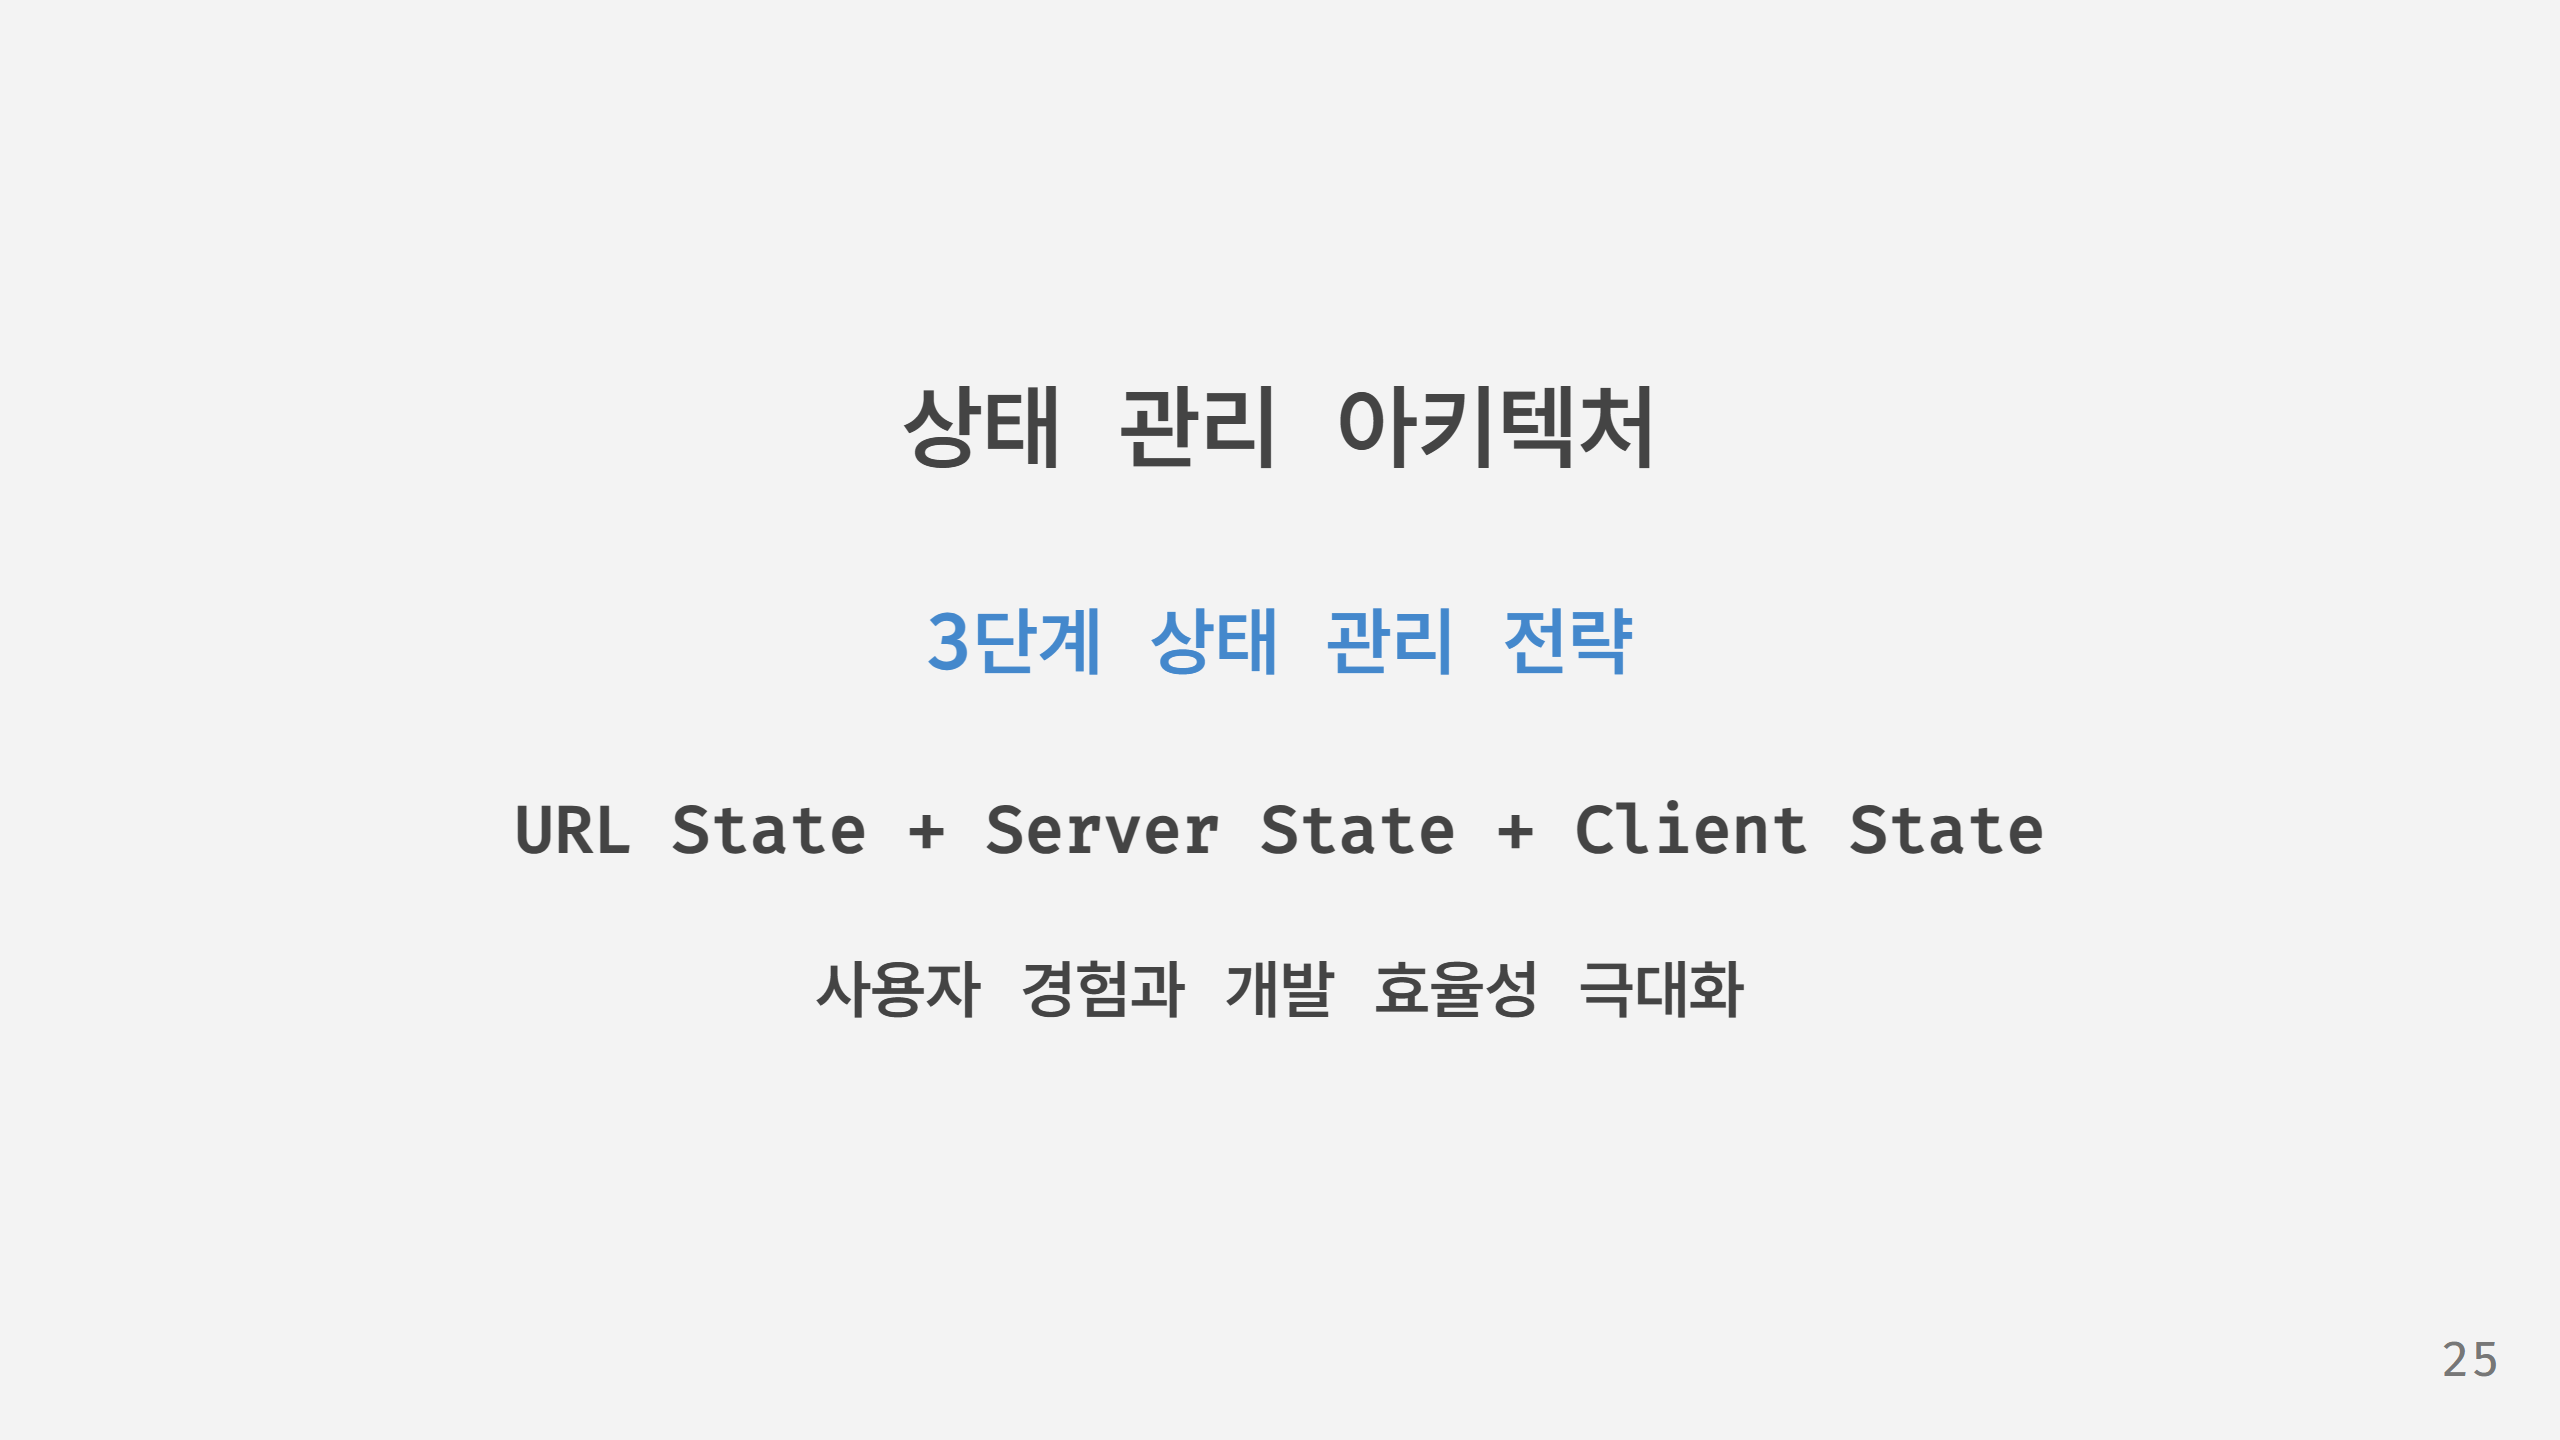 상태 관리 아키텍처
3단계 상태 관리 전략
URL State + Server State + Client State
사용자 경험과 개발 효율성 극대화
25